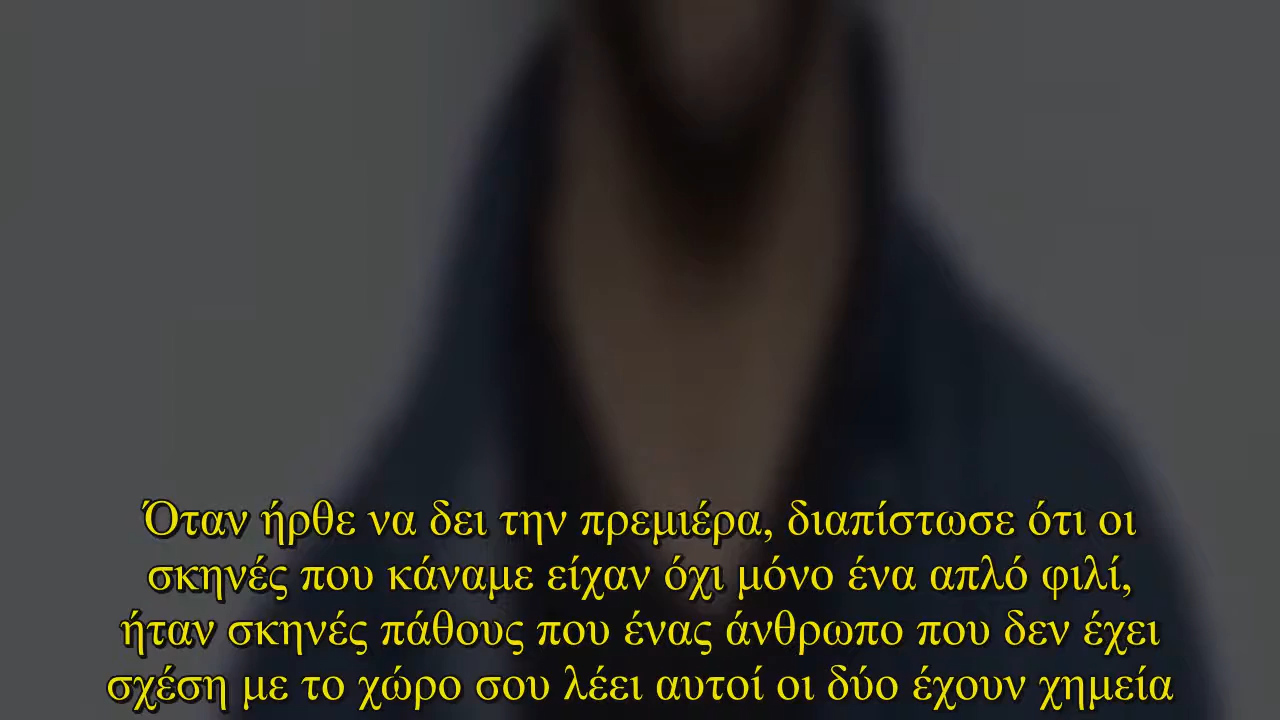 Όταν ήρθε να δει την πρεμιέρα, διαπίστωσε ότι οι
σκηνές που κάναμε είχαν όχι μόνο ένα απλό φιλί,
ήταν σκηνές πάθους που ένας άνθρωπο που δεν έχει
σχέση με το χώρο σου λέει αυτοί οι δύο έχουν χημεία